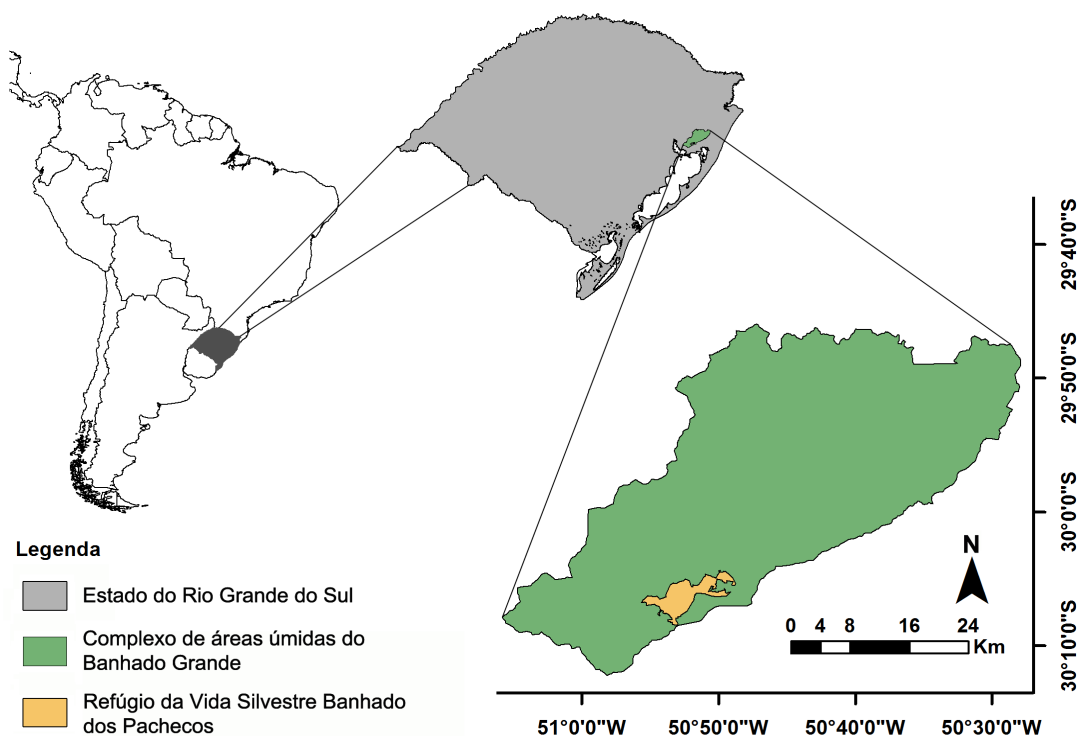 29°40'0"S
29°50'0"S
30°0'0"S
30°10'0"S
Legenda
Estado do Rio Grande do Sul
Complexo de áreas úmidas do
Banhado Grande
Refúgio da Vida Silvestre Banhado
dos Pachecos
N
0 4 8 16 24
Km
51°0'0"W 50°50'0"W 50°40'0"W 50°30'0"W